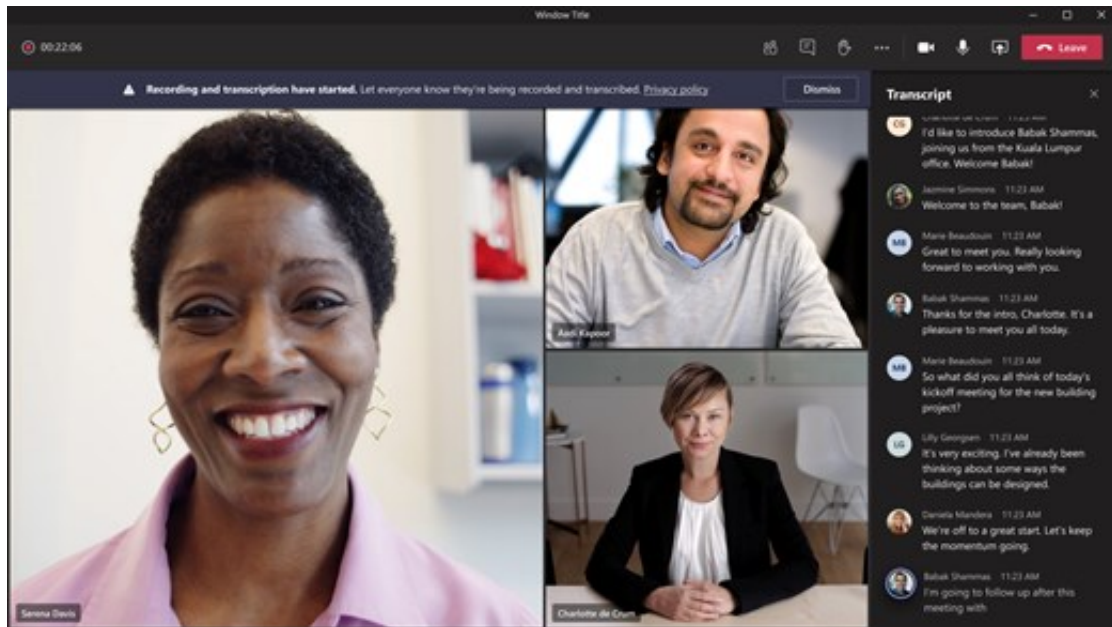 Window Title
00:22:06
Leave
Recording and transcription have started. Let everyone know they're being recorded and transcribed. Privacy policy
Dismiss
Serena Davis
Aadi Kapoor
Charlotte de Crum
Transcript
CG
Charlotte de Crum 11:23 AM
I'd like to introduce Babak Shammas,
joining us from the Kuala Lumpur
office. Welcome Babak!
Jazmine Simmons 11:23 AM
Welcome to the team, Babak!
MB
Marie Beaudouin 11:23 AM
Great to meet you. Really looking
forward to working with you.
Babak Shammas 11:23 AM
Thanks for the intro, Charlotte. It's a
pleasure to meet you all today.
MB
Marie Beaudouin 11:23 AM
So what did you all think of today's
kickoff meeting for the new building
project?
LG
Lilly Georgsen 11:23 AM
It's very exciting. I've already been
thinking about some ways the
buildings can be designed.
Daniela Mandera 11:23 AM
We're off to a great start. Let's keep
the momentum going.
Babak Shammas 11:23 AM
I'm going to follow up after this
meeting with